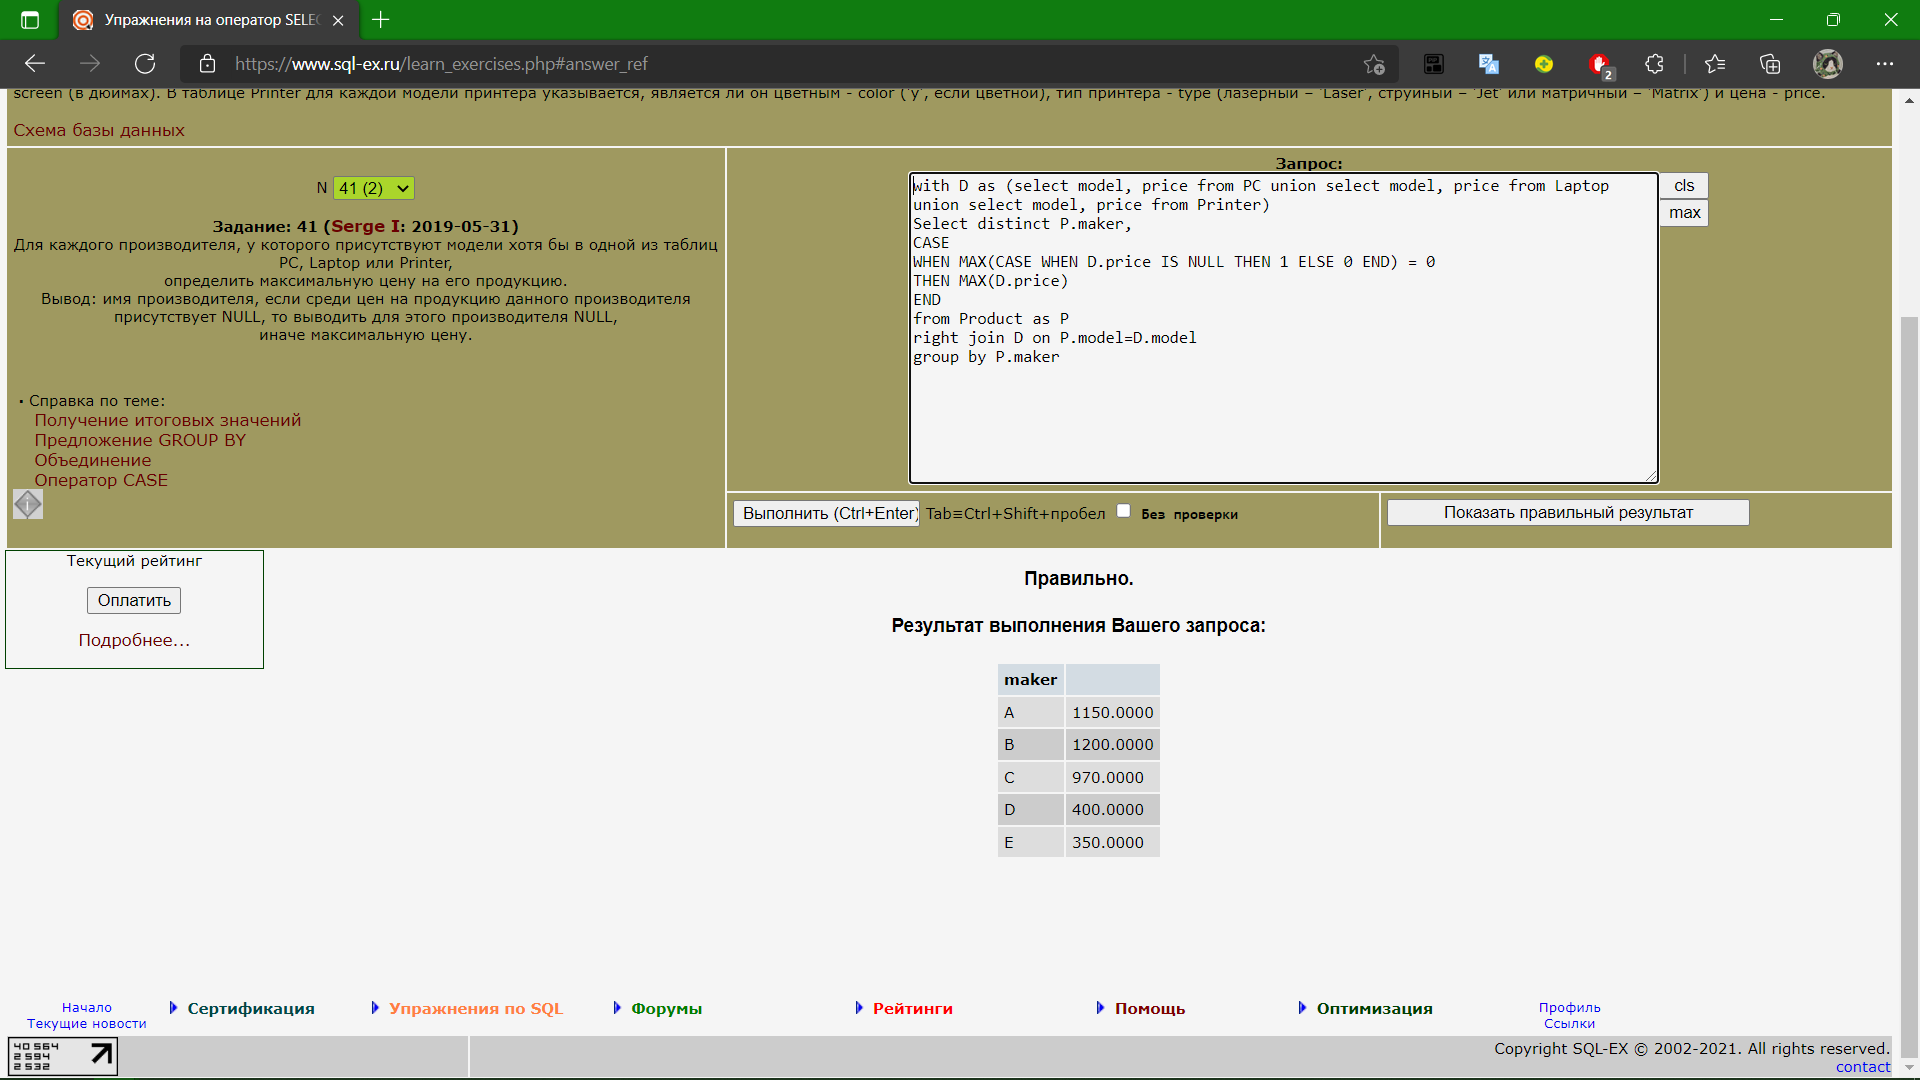 Упражнения на оператор SELEC
https://www.sql-ex.ru/learn_exercises.php#answer_ref
2
screen (в дюймах). В таблице Printer для каждой модели принтера указывается, является ли он цветным - color ('y', если цветной), тип принтера - type (лазерный – 'Laser', струйный – 'Jet' или матричный – 'Matrix') и цена - price.
Схема базы данных
N 41 (2)
Задание: 41 (Serge I: 2019-05-31)
Для каждого производителя, у которого присутствуют модели хотя бы в одной из таблиц
PC, Laptop или Printer,
определить максимальную цену на его продукцию.
Вывод: имя производителя, если среди цен на продукцию данного производителя
присутствует NULL, то выводить для этого производителя NULL,
иначе максимальную цену.
• Справка по теме:
Получение итоговых значений
Предложение GROUP BY
Объединение
Оператор CASE
Запрос:
with D as (select model, price from PC union select model, price from Laptop
union select model, price from Printer)
Select distinct P.maker,
CASE
WHEN MAX(CASE WHEN D.price IS NULL THEN 1 ELSE 0 END) = 0
THEN MAX(D.price)
END
from Product as P
right join D on P.model=D.model
group by P.maker
cls
max
Выполнить (Ctrl+Enter) Tab≡Ctrl+Shift+пробел Без проверки
Показать правильный результат
Текущий рейтинг
Оплатить
Подробнее...
Правильно.
Результат выполнения Вашего запроса:
maker
A 1150.0000
B 1200.0000
C 970.0000
D 400.0000
E 350.0000
Начало
Текущие новости
Сертификация
Упражнения по SQL
Форумы
Рейтинги
Помощь
Оптимизация
Профиль
Ссылки
40 564
2 594
2 532
Copyright SQL-EX © 2002-2021. All rights reserved.
contact